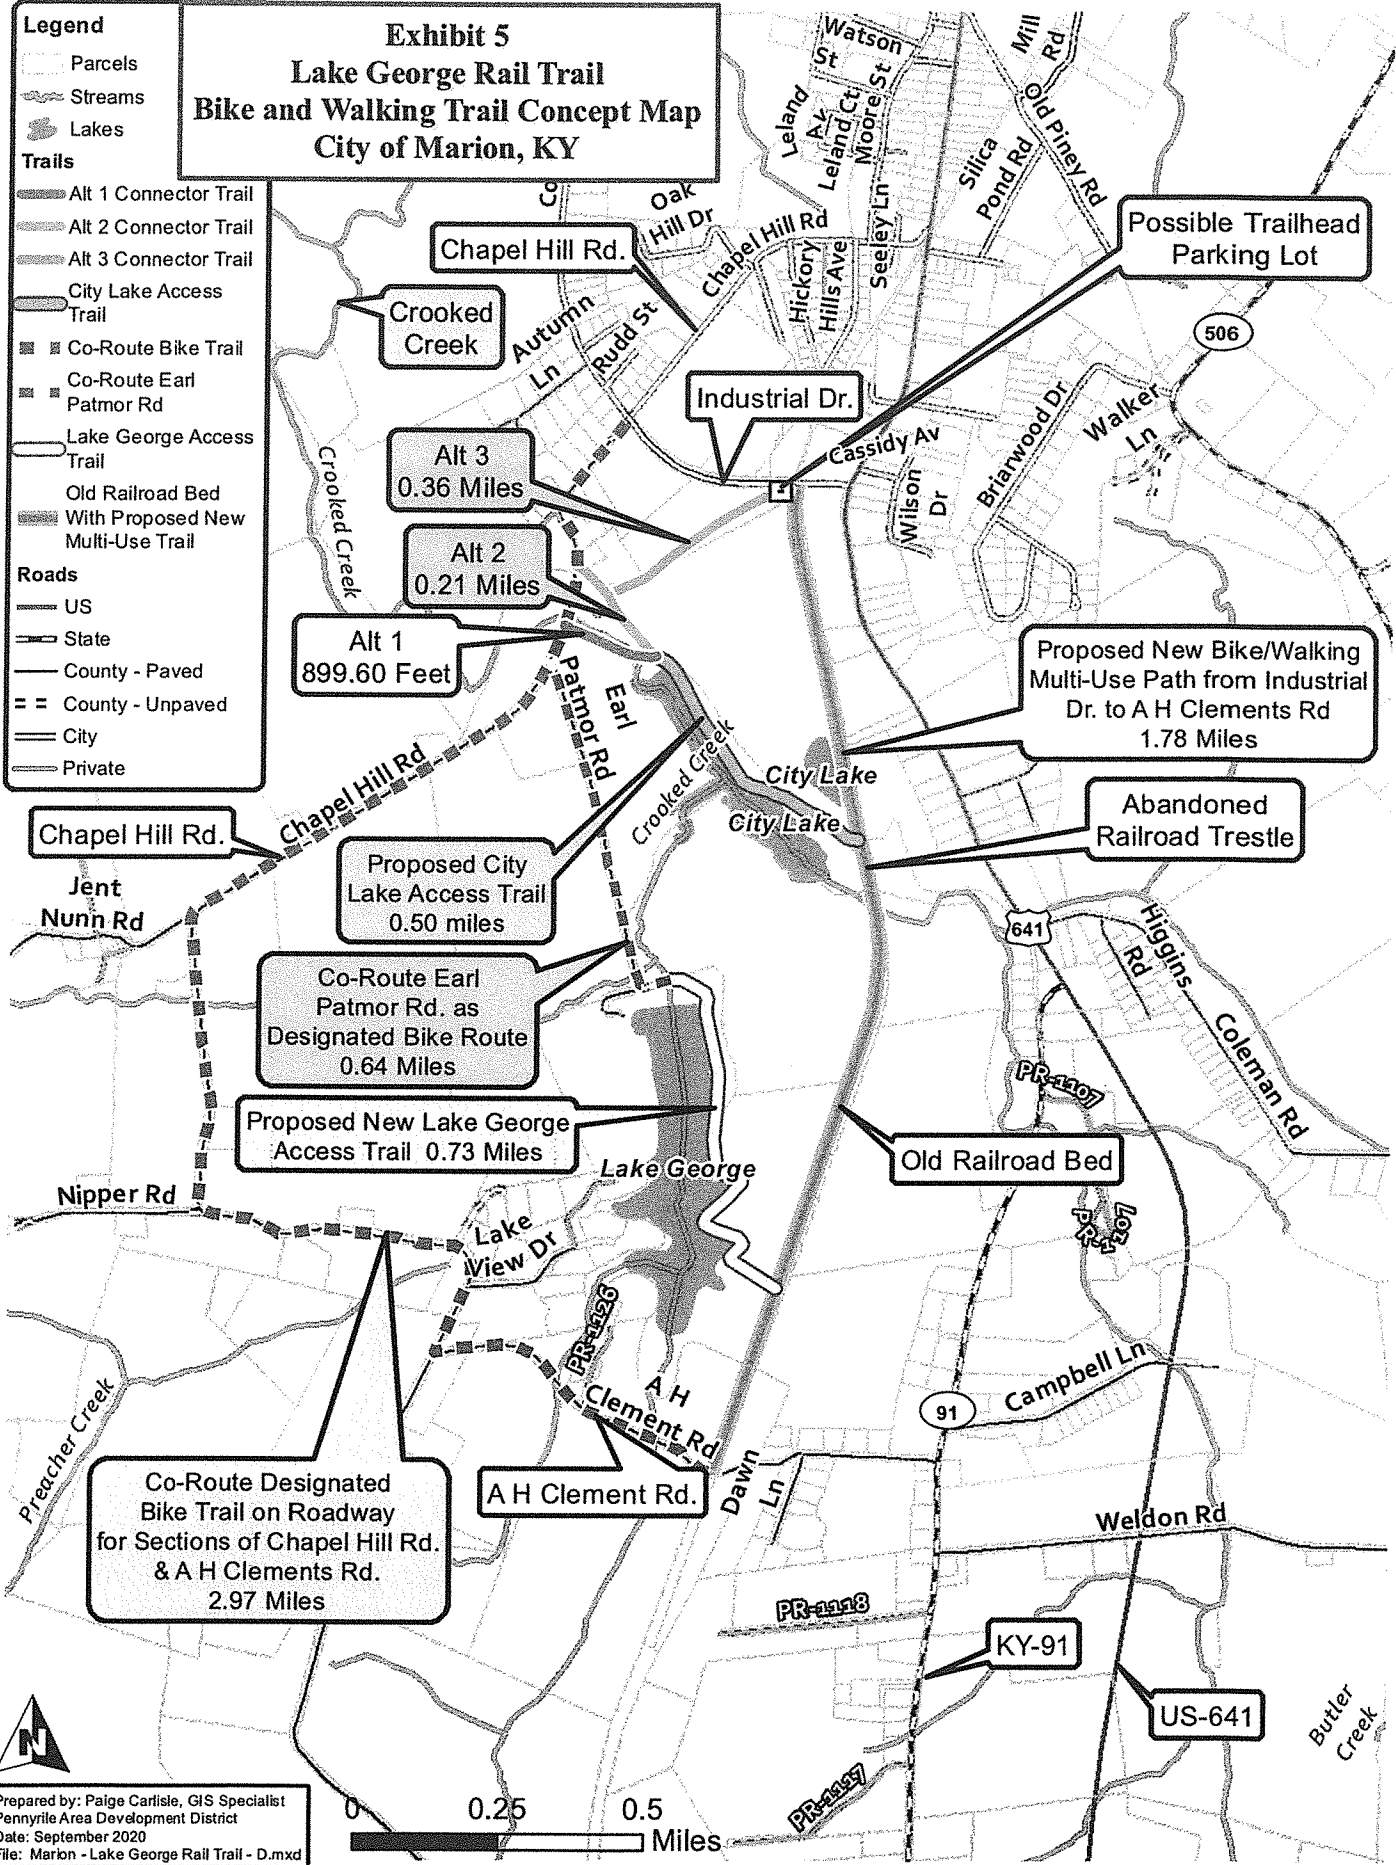 Legend
Parcels
Streams
Lakes
Trails
Alt 1 Connector Trail
Alt 2 Connector Trail
Alt 3 Connector Trail
City Lake Access
Trail
Co-Route Bike Trail
Co-Route Earl
Patmor Rd
Lake George Access
Trail
Old Railroad Bed
With Proposed New
Multi-Use Trail
Roads
US
State
County - Paved
County - Unpaved
City
Private
Exhibit 5
Lake George Rail Trail
Bike and Walking Trail Concept Map
City of Marion, KY
Watson
St
Mill
Rd
Leland
Av
Leland Ct
Moore St
Old Piney Rd
Silica
Pond Rd
Seeley Ln
Co
Oak
Hill Dr
Chapel Hill Rd
Hickory
Hills Ave
Chapel Hill Rd.
Possible Trailhead
Parking Lot
Crooked
Creek
Autumn
Ln
Rudd St
506
Industrial Dr.
Cassidy Av
Briarwood Dr
Walker
Ln
Wilson
Dr
Crooked Creek
Alt 3
0.36 Miles
Alt 2
0.21 Miles
Alt 1
899.60 Feet
Earl
Patmor Rd
Proposed New Bike/Walking
Multi-Use Path from Industrial
Dr. to A H Clements Rd
1.78 Miles
Chapel Hill Rd
Crooked Creek
City Lake
City Lake
Abandoned
Railroad Trestle
Chapel Hill Rd.
Jent
Nunn Rd
Proposed City
Lake Access Trail
0.50 miles
641
Higgins
Rd
Coleman Rd
Co-Route Earl
Patmor Rd. as
Designated Bike Route
0.64 Miles
PR-1107
Proposed New Lake George
Access Trail 0.73 Miles
Old Railroad Bed
Lake George
Nipper Rd
Lake
View Dr
PR-1107
PR-1126
A H
Clement Rd
Campbell Ln
91
Preacher Creek
A H Clement Rd.
Dawn
Ln
Co-Route Designated
Bike Trail on Roadway
for Sections of Chapel Hill Rd.
& A H Clements Rd.
2.97 Miles
Weldon Rd
PR-1118
KY-91
US-641
Butler
Creek
PR-1117
N
Prepared by: Paige Carlisle, GIS Specialist
Pennyrile Area Development District
Date: September 2020
File: Marion - Lake George Rail Trail - D.mxd
0 0.25 0.5
Miles